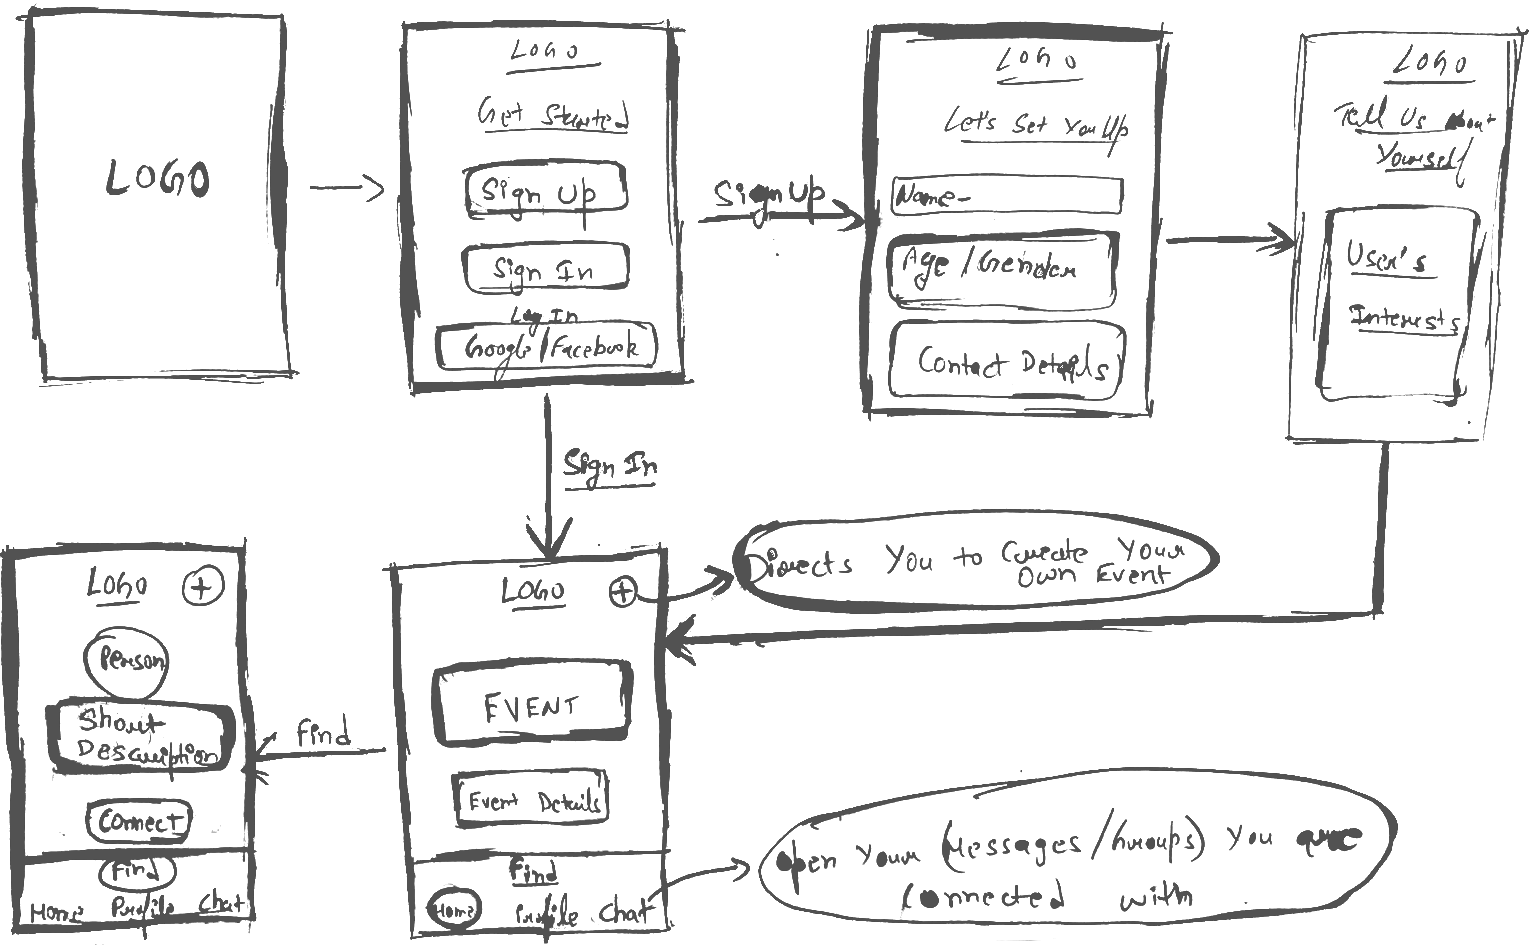 LOGO
LOGO
Get Started
Sign Up
Sign In
Log In
Google/Facebook
Sign Up
LOGO
Let's Set You Up
Name-
Age/Gender
Contact Details
LOGO
Tell Us About
Yourself
User's
Interests
Sign In
LOGO
+
Person
Short
Description
Connect
Find
Home Profile Chat
Find
LOGO
+
EVENT
Event Details
Find
Home Profile Chat
Directs You to Create Your
Own Event
Open Your (Messages/Groups) You are
Connected with